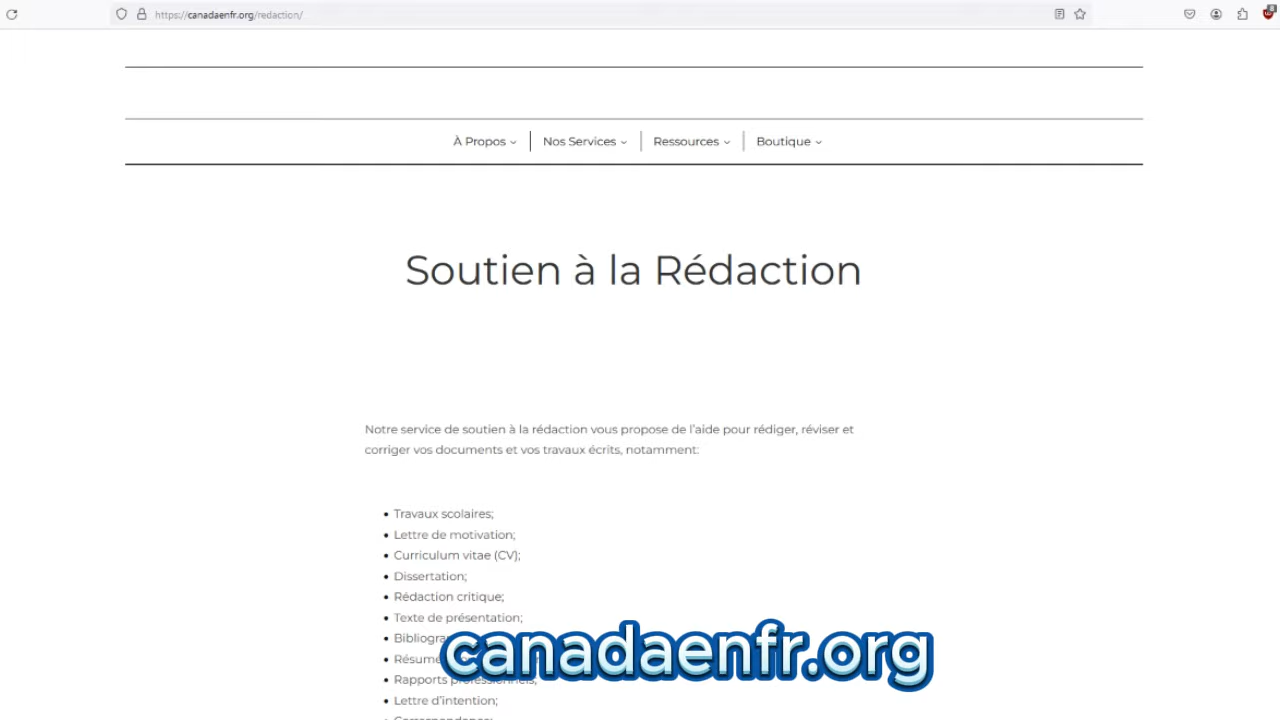 https://canadaenfr.org/redaction/
À Propos
Nos Services
Ressources
Boutique
Soutien à la Rédaction
Notre service de soutien à la rédaction vous propose de l'aide pour rédiger, réviser et
corriger vos documents et vos travaux écrits, notamment:
Travaux scolaires;
Lettre de motivation;
Curriculum vitae (CV);
Dissertation;
Rédaction critique;
Texte de présentation;
canadaenfr.org
Rapports professionnels;
Lettre d'intention;